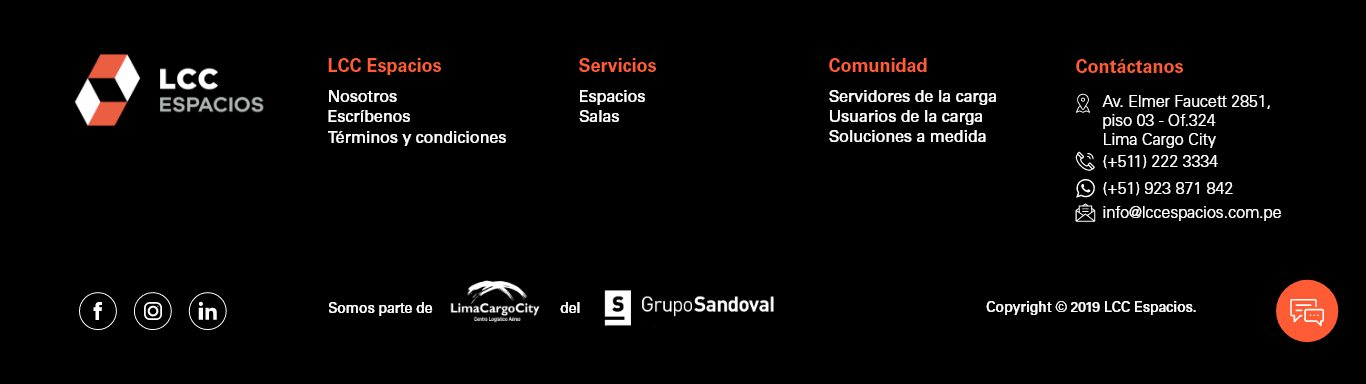 LCC
ESPACIOS
LCC Espacios
Nosotros
Escríbenos
Términos y condiciones
Servicios
Espacios
Salas
Comunidad
Servidores de la carga
Usuarios de la carga
Soluciones a medida
Contáctanos
Av. Elmer Faucett 2851,
piso 03 - Of.324
Lima Cargo City
(+511) 222 3334
(+51) 923 871 842
info@lccespacios.com.pe
f
in
Somos parte de
LimaCargoCity
Centro Logístico Aéreo
del
S
GrupoSandoval
Copyright © 2019 LCC Espacios.